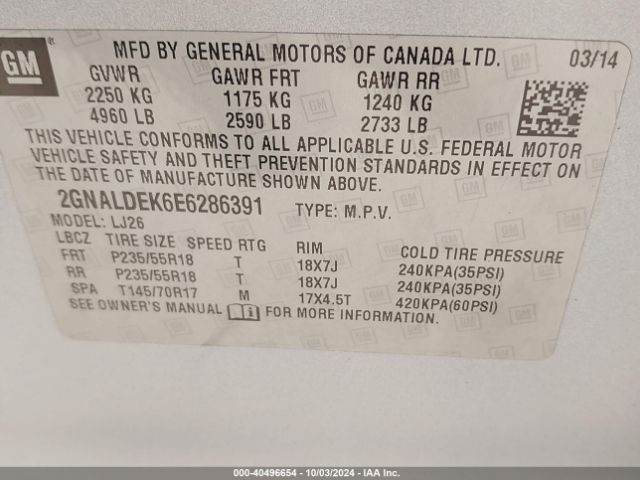 GM
MFD BY GENERAL MOTORS OF CANADA LTD. 03/14
GVWR GAWR FRT GAWR RR
2250 KG 1175 KG 1240 KG
4960 LB 2590 LB 2733 LB
THIS VEHICLE CONFORMS TO ALL APPLICABLE U.S. FEDERAL MOTOR
VEHICLE SAFETY AND THEFT PREVENTION STANDARDS IN EFFECT ON
THE DATE OF MANUFACTURE SHOWN ABOVE.
2GNALDEK6E6286391 TYPE: M.P.V.
MODEL: LJ26
LBCZ TIRE SIZE SPEED RTG RIM COLD TIRE PRESSURE
FRT P235/55R18 T 18X7J 240KPA(35PSI)
RR P235/55R18 T 18X7J 240KPA(35PSI)
SPA T145/70R17 M 17X4.5T 420KPA(60PSI)
SEE OWNER'S MANUAL FOR MORE INFORMATION.
000-40496654 - 10/03/2024 - IAA Inc.